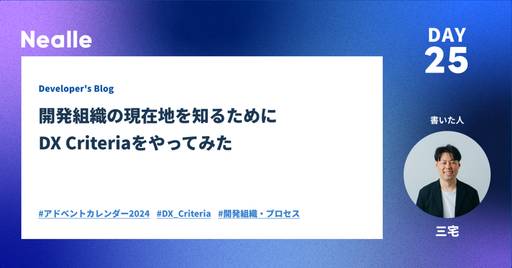 Nealle
DAY
25
Developer's Blog
開発組織の現在地を知るために
DX Criteriaをやってみた
#アドベントカレンダー2024 #DX_Criteria #開発組織・プロセス
書いた人
三宅